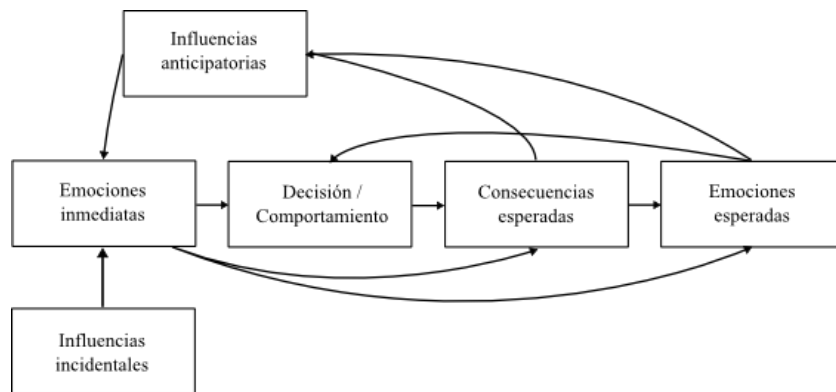 Influencias
anticipatorias
Emociones
inmediatas
Decisión /
Comportamiento
Consecuencias
esperadas
Emociones
esperadas
Influencias
incidentales